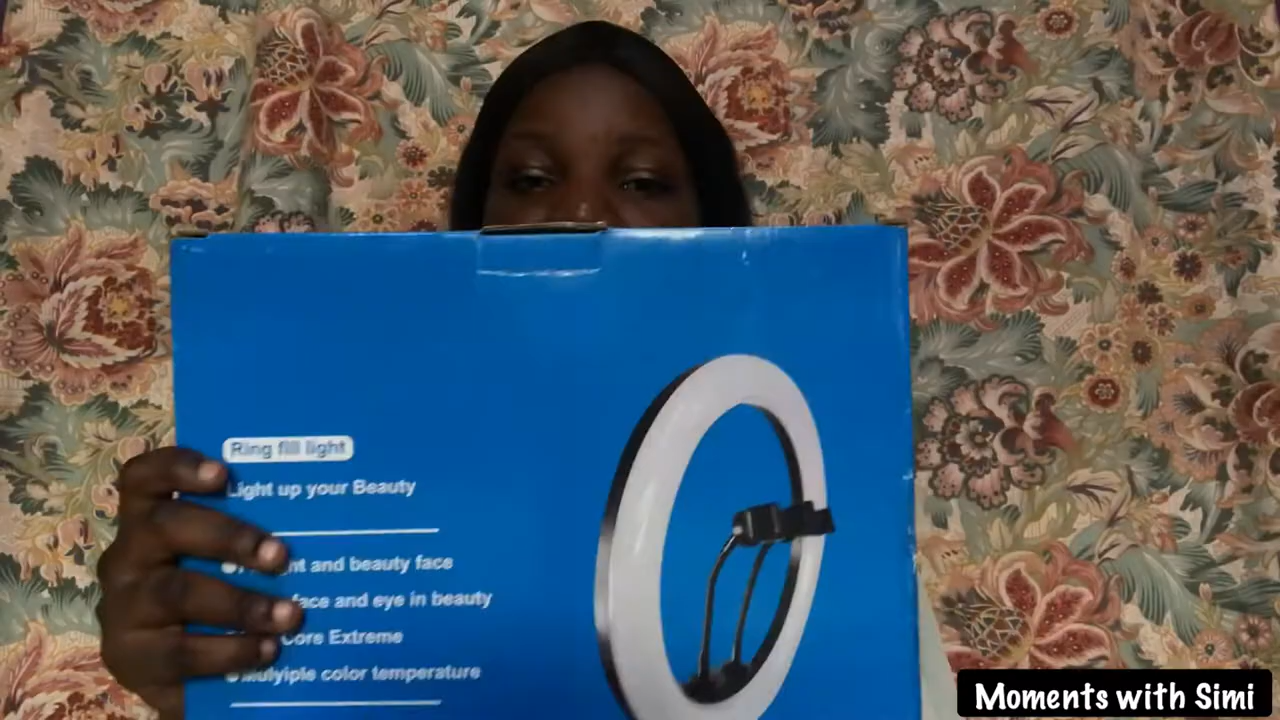 Ring fill light
Light up your Beauty
and beauty face
face and eye in beauty
Core Extreme
Mulyiple color temperature
Moments with Simi